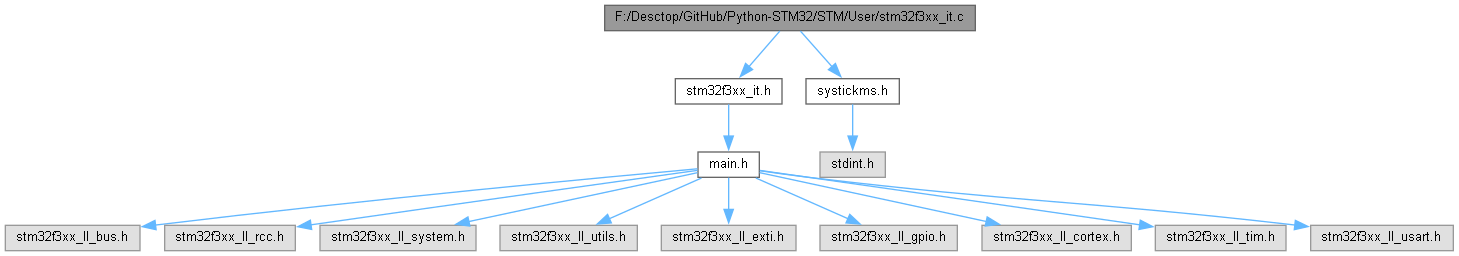 F:/Desctop/GitHub/Python-STM32/STM/User/stm32f3xx_it.c
stm32f3xx_it.h
systickms.h
main.h
stdint.h
stm32f3xx_ll_bus.h
stm32f3xx_ll_rcc.h
stm32f3xx_ll_system.h
stm32f3xx_ll_utils.h
stm32f3xx_ll_exti.h
stm32f3xx_ll_gpio.h
stm32f3xx_ll_cortex.h
stm32f3xx_ll_tim.h
stm32f3xx_ll_usart.h